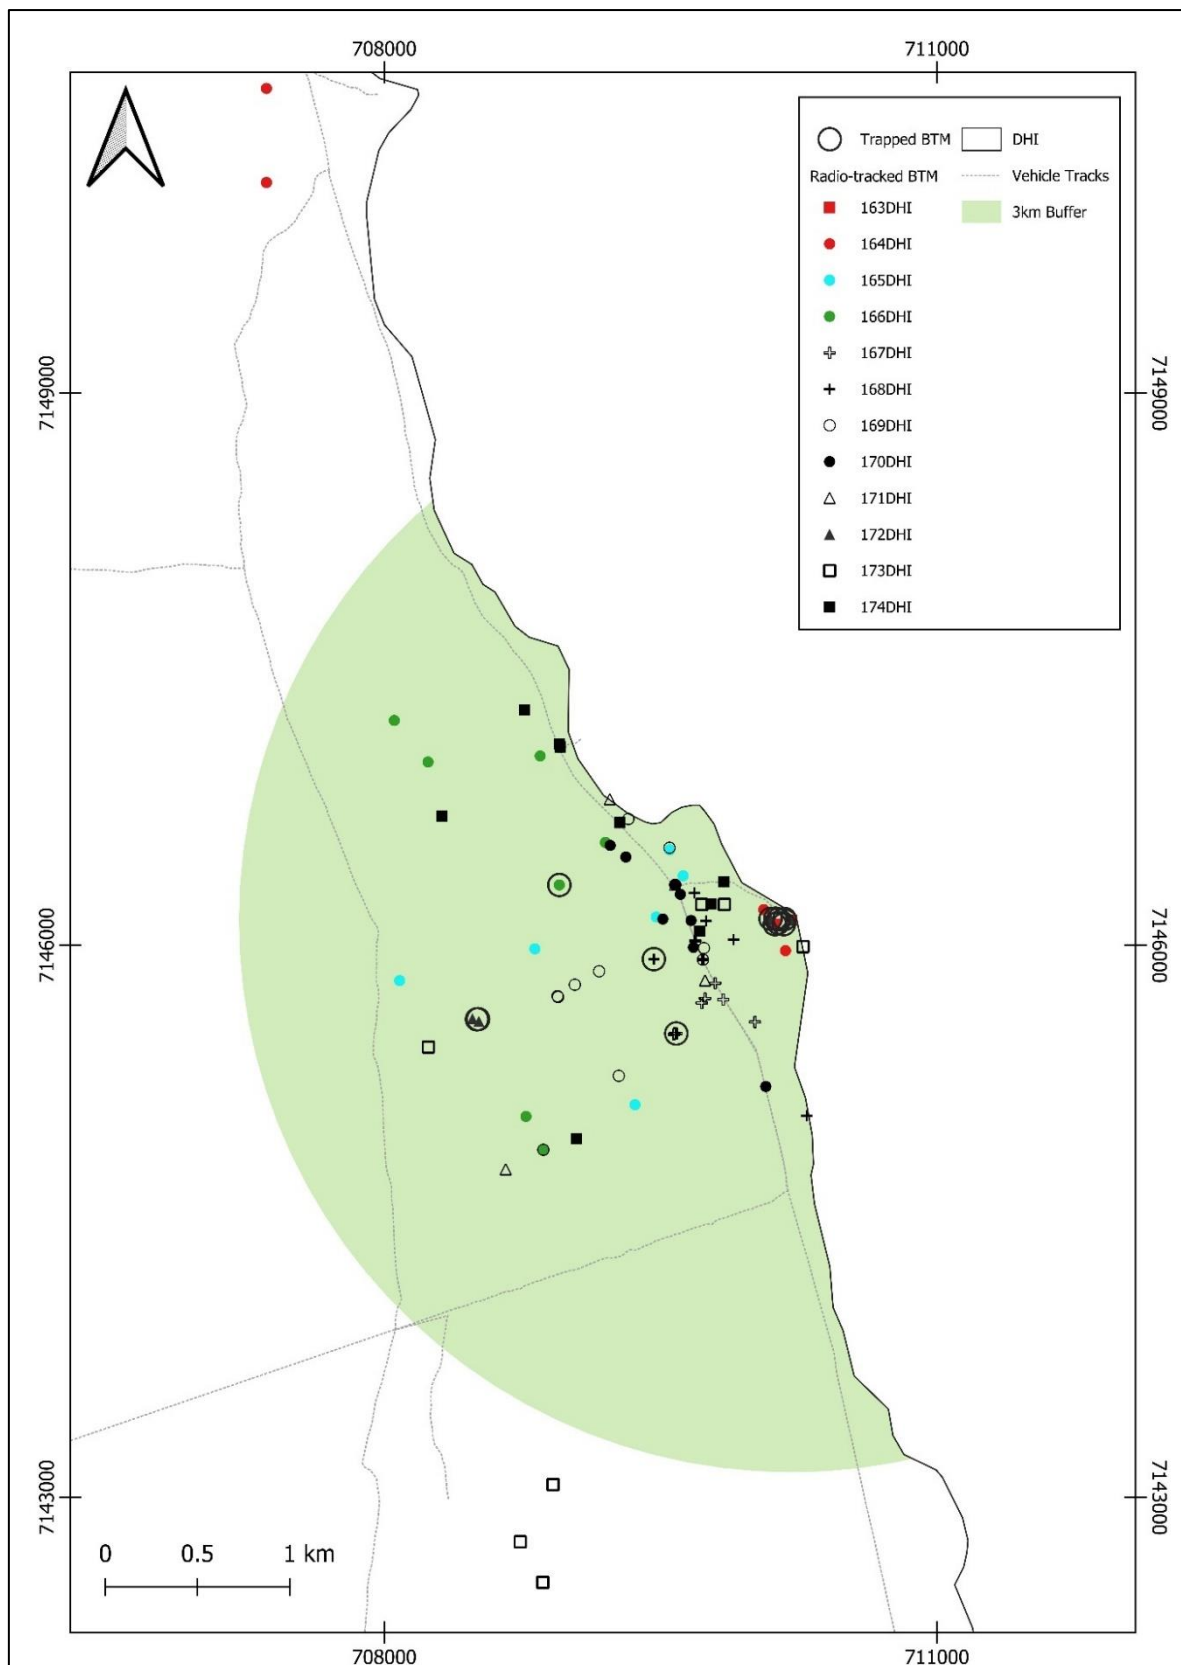 708000 711000
Trapped BTM DHI
Radio-tracked BTM Vehicle Tracks
163DHI 3km Buffer
164DHI
165DHI
166DHI
167DHI
168DHI
169DHI
170DHI
171DHI
172DHI
173DHI
174DHI
7149000 7149000
7146000 7146000
7143000 7143000
0 0.5 1 km
708000 711000